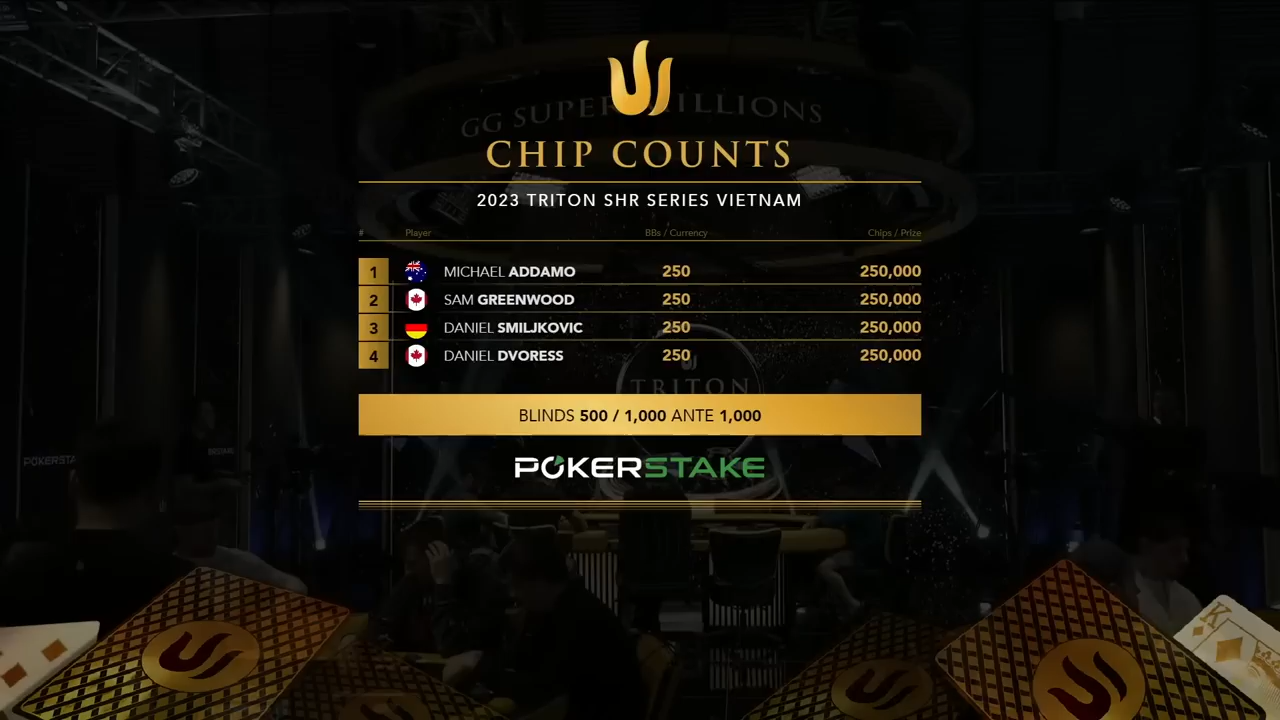 GG SUPER MILLIONS
CHIP COUNTS
2023 TRITON SHR SERIES VIETNAM
# Player BBs / Currency Chips / Prize
1 MICHAEL ADDAMO 250 250,000
2 SAM GREENWOOD 250 250,000
3 DANIEL SMILJKOVIC 250 250,000
4 DANIEL DVORESS 250 250,000
TRITON
BLINDS 500 / 1,000 ANTE 1,000
POKERSTAKE
POKERSTA
K